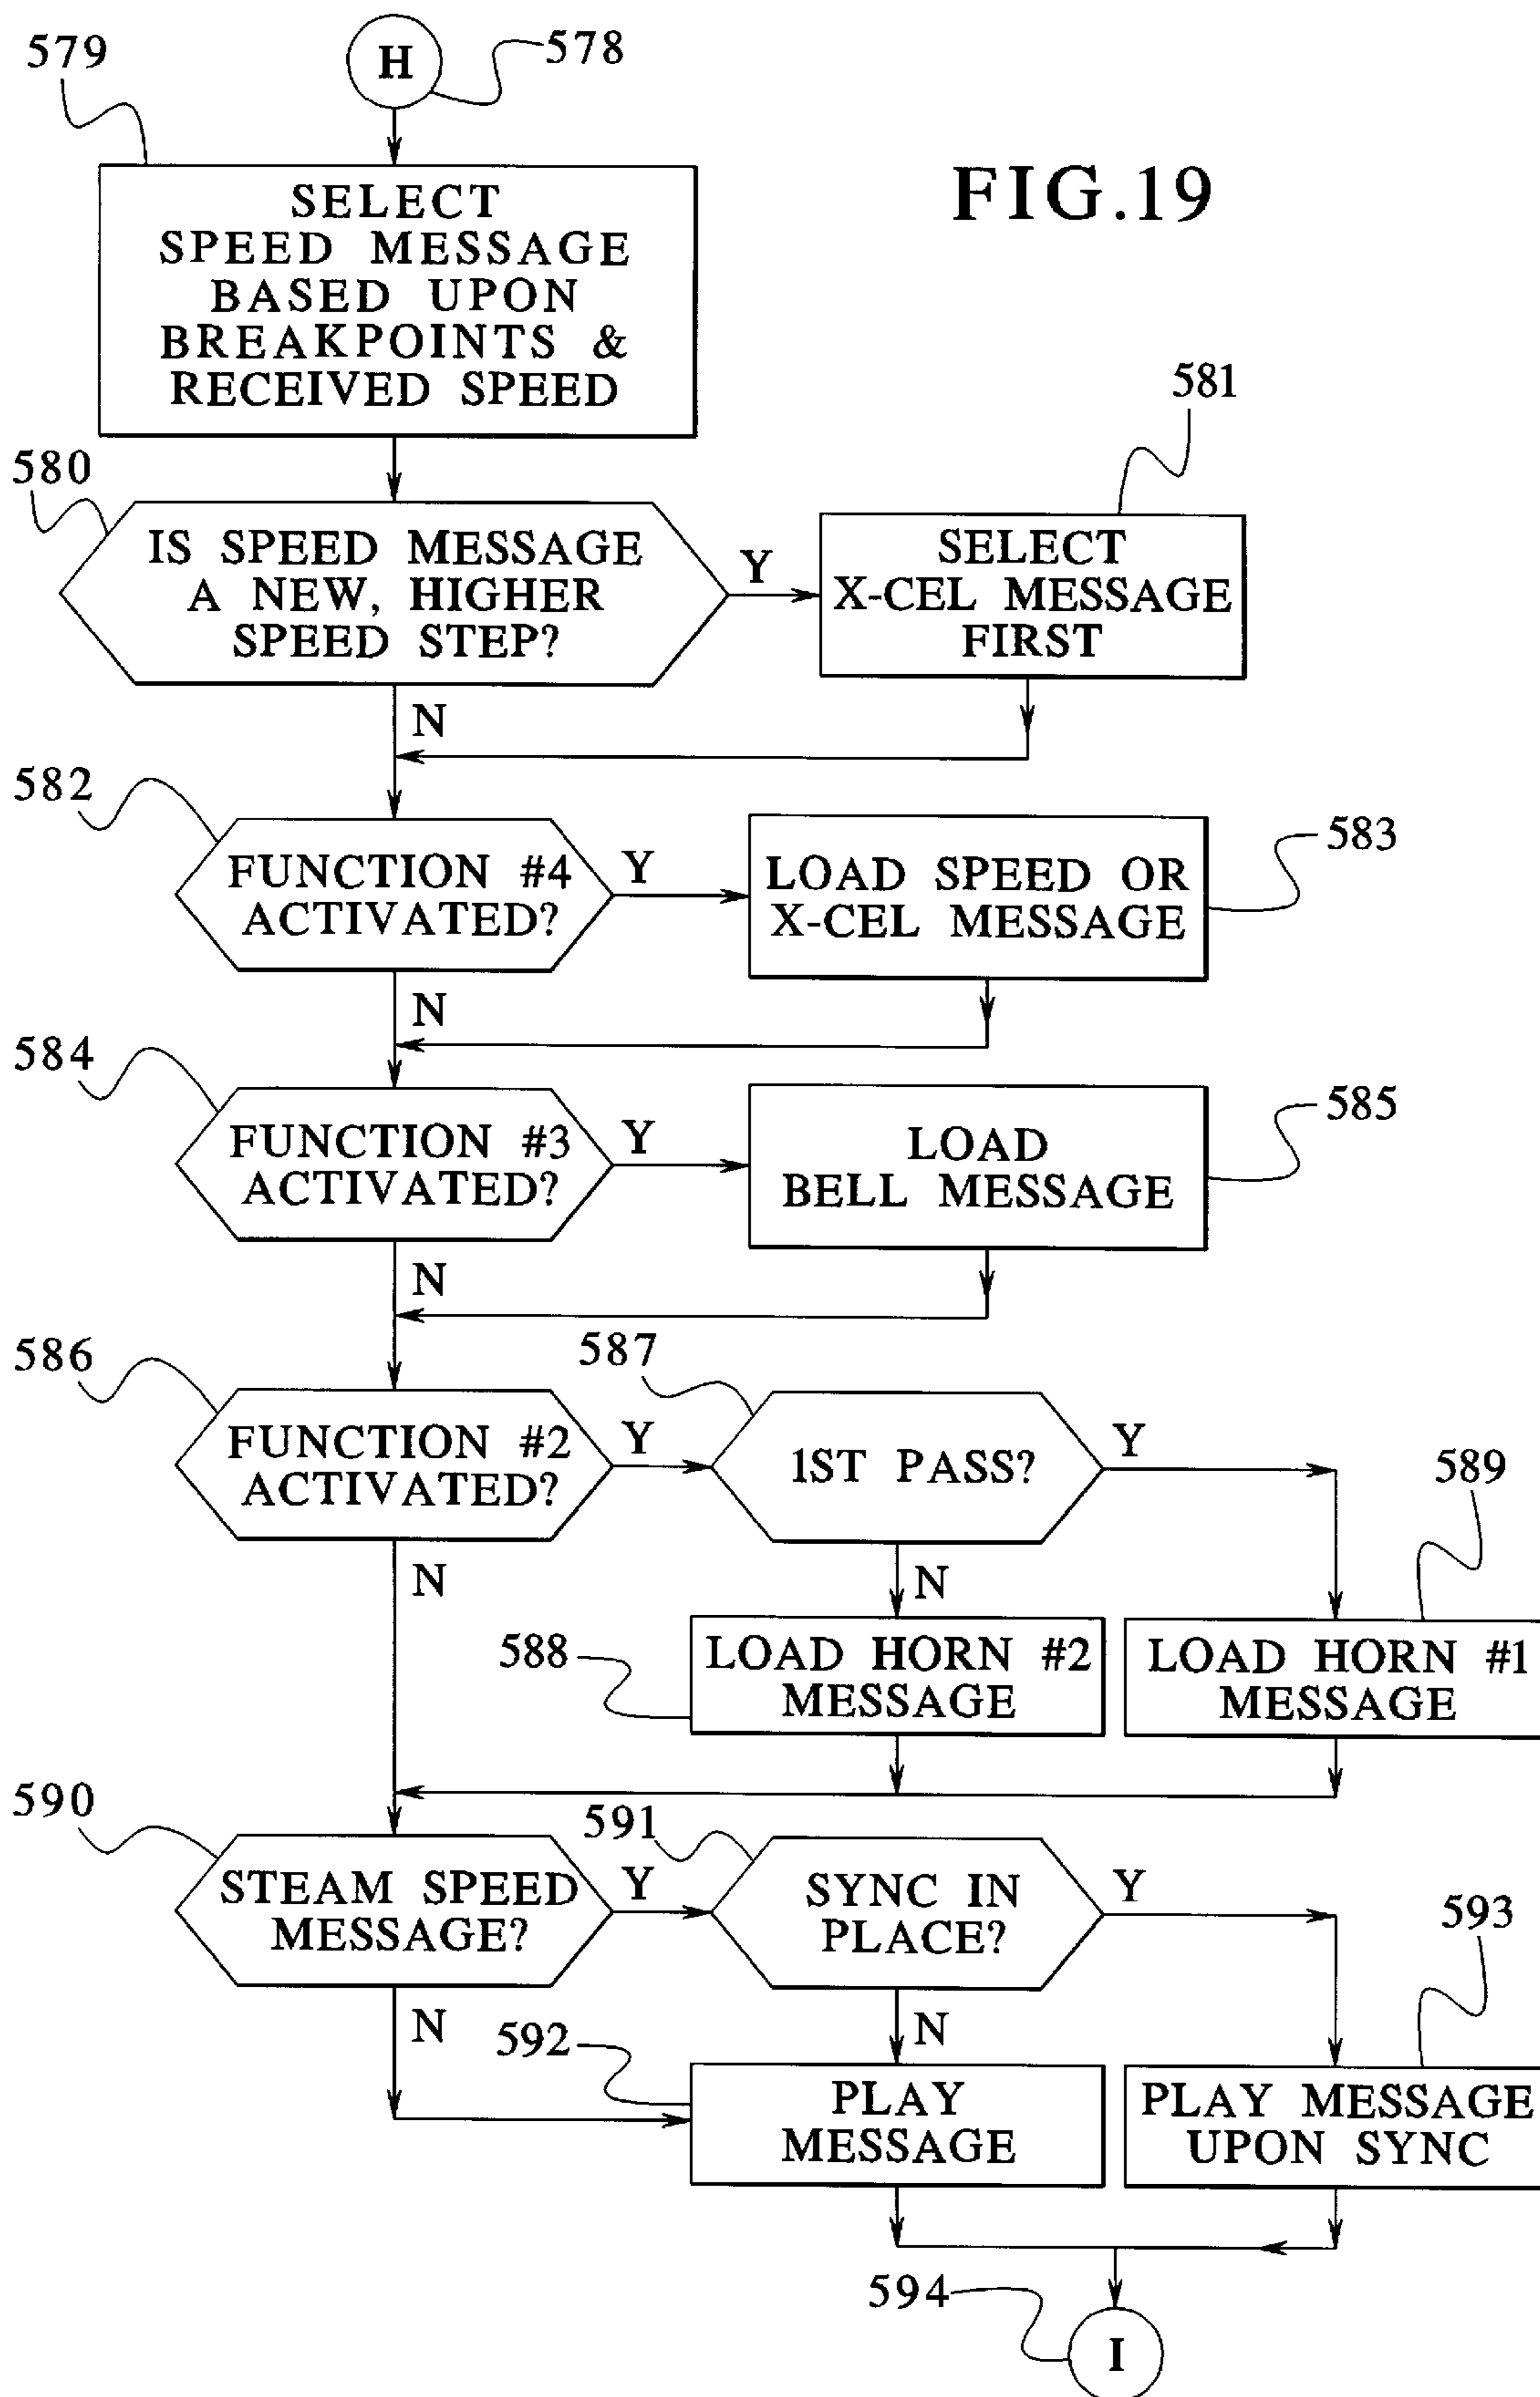 579
H
578
FIG.19
SELECT
SPEED MESSAGE
BASED UPON
BREAKPOINTS &
RECEIVED SPEED
580
581
IS SPEED MESSAGE
A NEW, HIGHER
SPEED STEP?
Y
SELECT
X-CEL MESSAGE
FIRST
N
582
583
FUNCTION #4
ACTIVATED?
Y
LOAD SPEED OR
X-CEL MESSAGE
N
584
585
FUNCTION #3
ACTIVATED?
Y
LOAD
BELL MESSAGE
N
586
587
FUNCTION #2
ACTIVATED?
Y
1ST PASS?
Y
589
N
N
588
LOAD HORN #2
MESSAGE
LOAD HORN #1
MESSAGE
590
591
STEAM SPEED
MESSAGE?
Y
SYNC IN
PLACE?
Y
593
N
N
592
PLAY
MESSAGE
PLAY MESSAGE
UPON SYNC
594
I